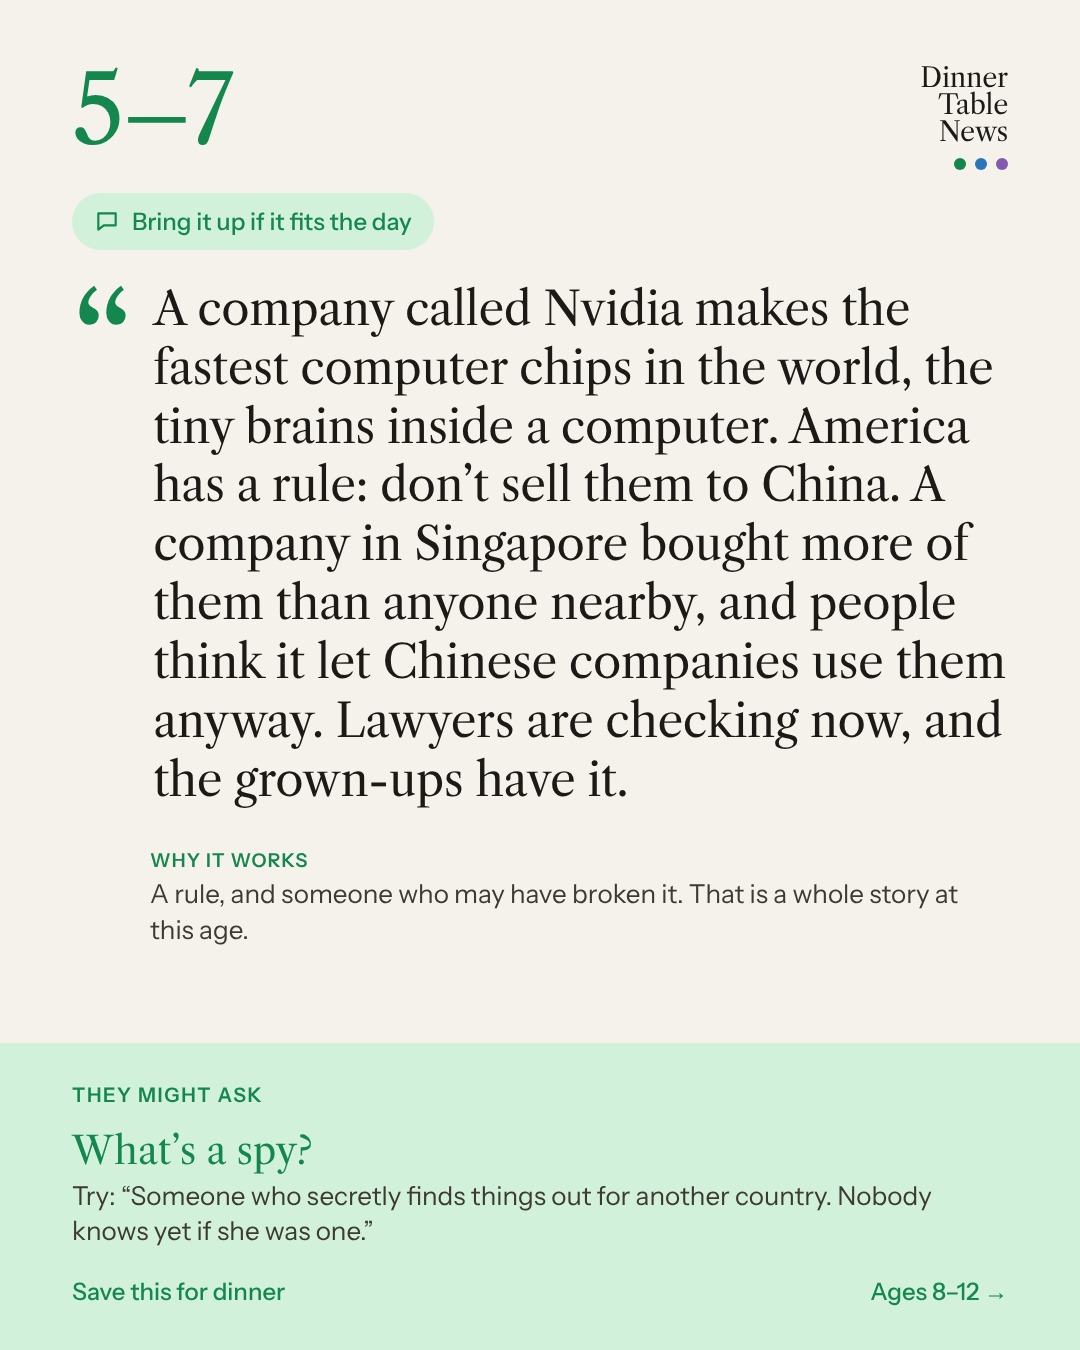 5–7
Dinner
Table
News
Bring it up if it fits the day
“ A company called Nvidia makes the
fastest computer chips in the world, the
tiny brains inside a computer. America
has a rule: don’t sell them to China. A
company in Singapore bought more of
them than anyone nearby, and people
think it let Chinese companies use them
anyway. Lawyers are checking now, and
the grown-ups have it.
WHY IT WORKS
A rule, and someone who may have broken it. That is a whole story at
this age.
THEY MIGHT ASK
What’s a spy?
Try: “Someone who secretly finds things out for another country. Nobody
knows yet if she was one.”
Save this for dinner
Ages 8–12 →